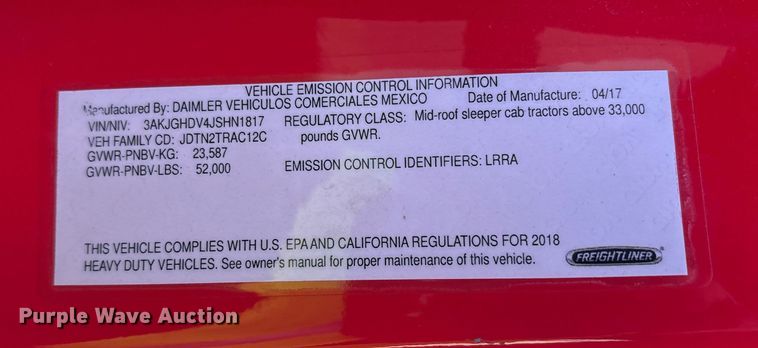 VEHICLE EMISSION CONTROL INFORMATION
Manufactured By: DAIMLER VEHICULOS COMERCIALES MEXICO Date of Manufacture: 04/17
VIN/NIV: 3AKJGHDV4JSHN1817 REGULATORY CLASS: Mid-roof sleeper cab tractors above 33,000
VEH FAMILY CD: JDTN2TRAC12C pounds GVWR.
GVWR-PNBV-KG: 23,587
GVWR-PNBV-LBS: 52,000 EMISSION CONTROL IDENTIFIERS: LRRA
THIS VEHICLE COMPLIES WITH U.S. EPA AND CALIFORNIA REGULATIONS FOR 2018
HEAVY DUTY VEHICLES. See owner's manual for proper maintenance of this vehicle.
FREIGHTLINER
Purple Wave Auction